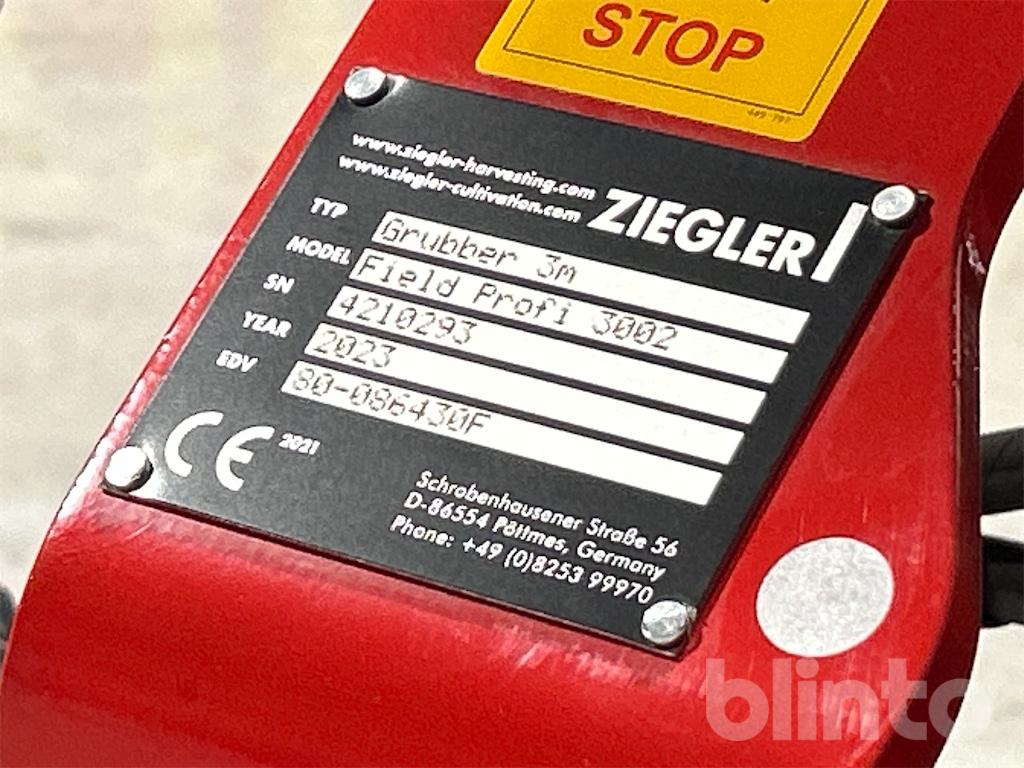 STOP
www.ziegler-harvesting.com
www.ziegler-cultivation.com
ZIEGLER
TYP Grubber 3m
MODEL Field Profi 3002
SN 4210293
YEAR 2023
EDV 80-086430F
CE 2021
Schrobenhausener Straße 56
D-86554 Pöttmes, Germany
Phone: +49 (0)8253 99970
blinto